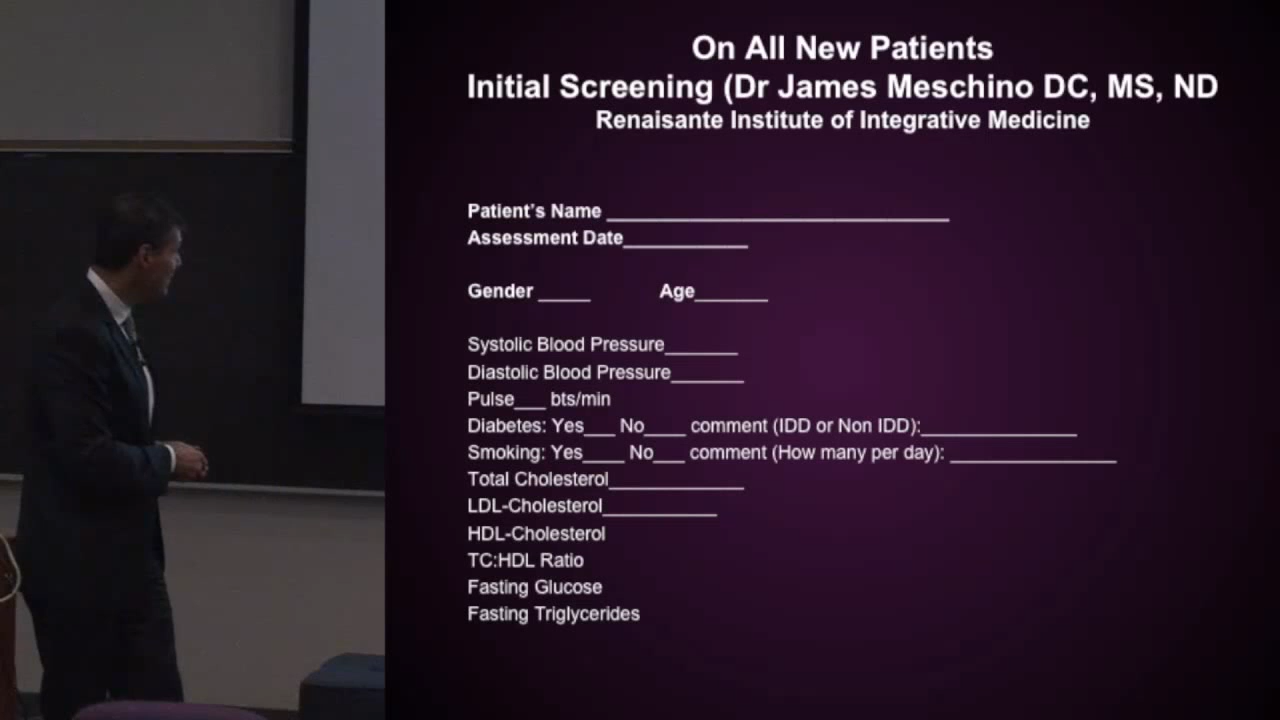 On All New Patients
Initial Screening (Dr James Meschino DC, MS, ND
Renaisante Institute of Integrative Medicine
Patient's Name _________________________________
Assessment Date____________
Gender _____ Age_______
Systolic Blood Pressure_______
Diastolic Blood Pressure_______
Pulse___ bts/min
Diabetes: Yes___ No____ comment (IDD or Non IDD):_______________
Smoking: Yes____ No___ comment (How many per day): ________________
Total Cholesterol_____________
LDL-Cholesterol___________
HDL-Cholesterol
TC:HDL Ratio
Fasting Glucose
Fasting Triglycerides